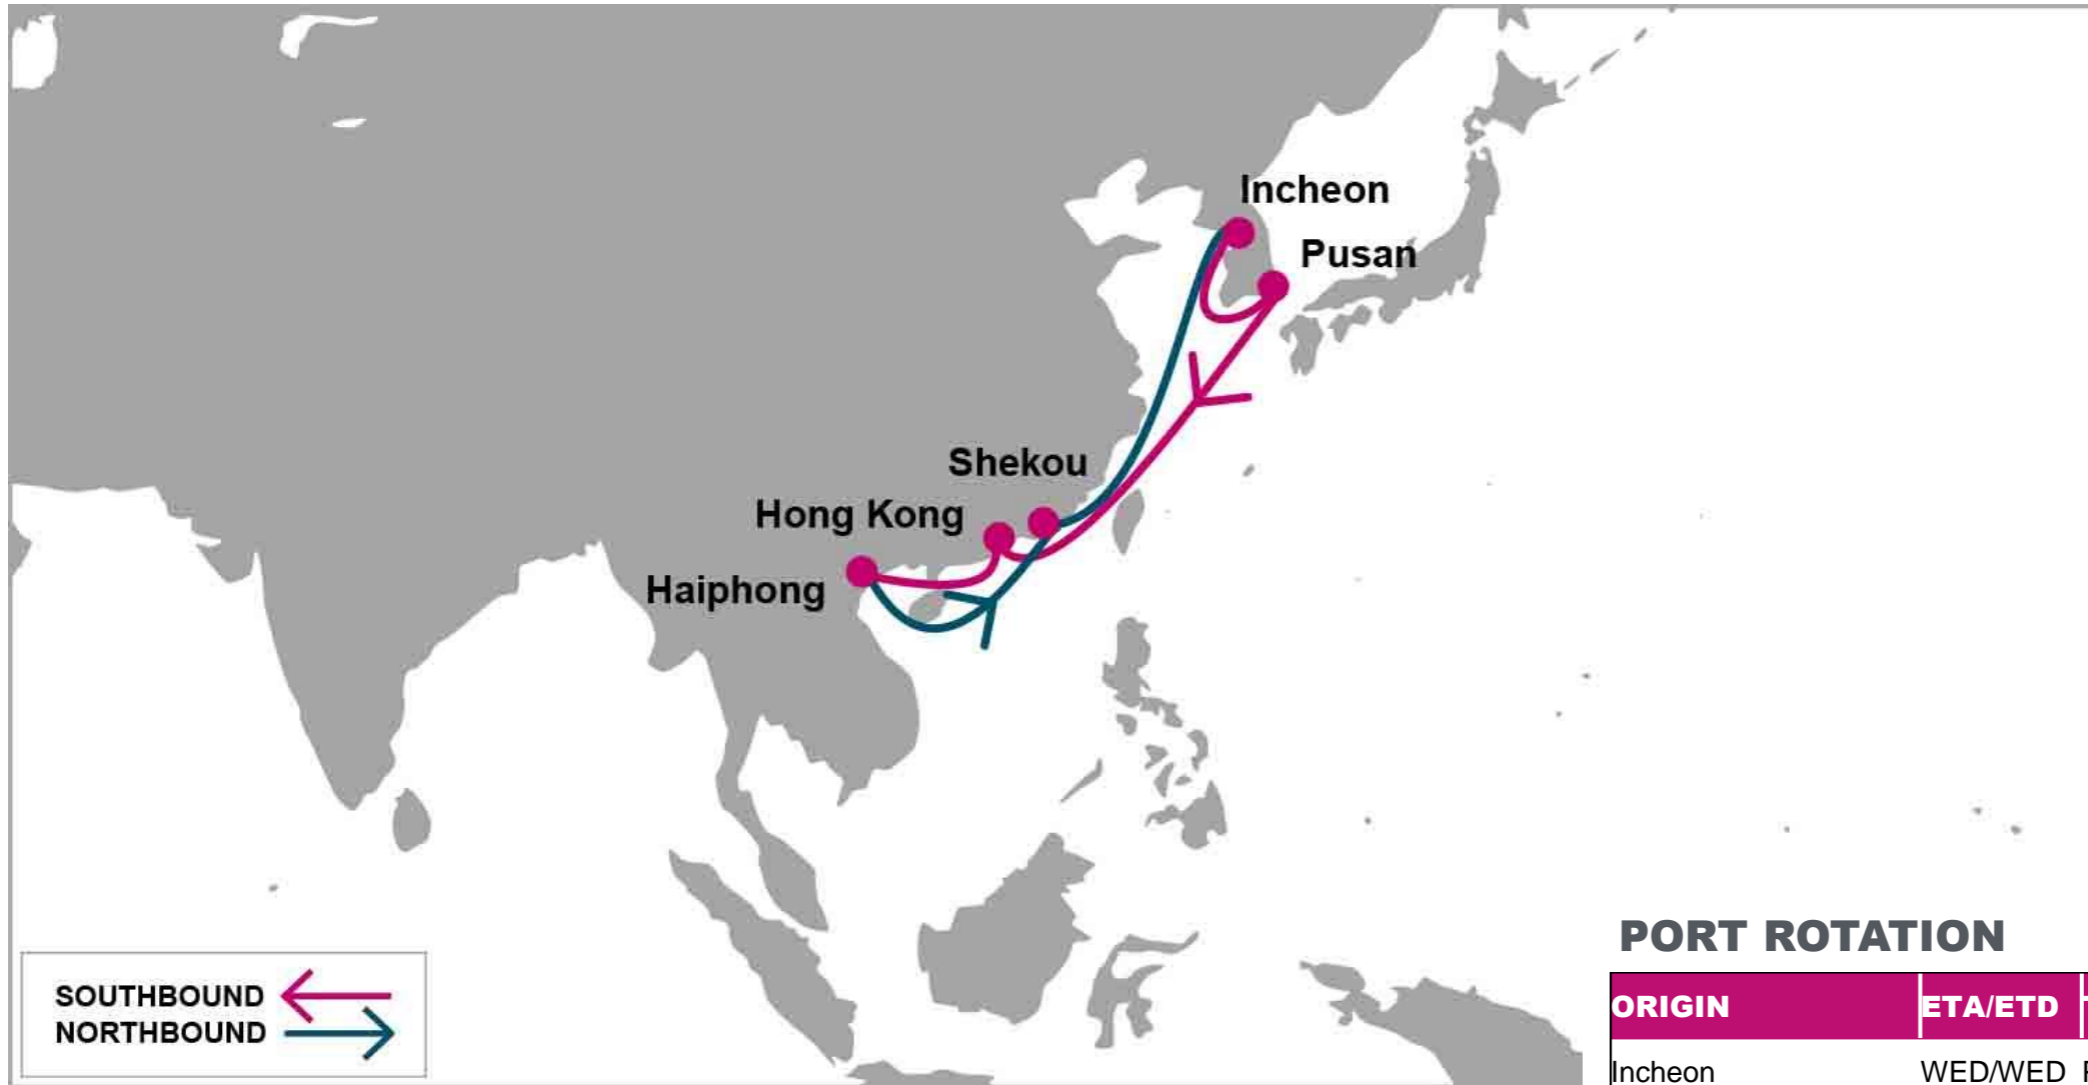 Incheon
Pusan
Shekou
Hong Kong
Haiphong
SOUTHBOUND
NORTHBOUND
PORT ROTATION
ORIGIN ETA/ETD
Incheon WED/WED